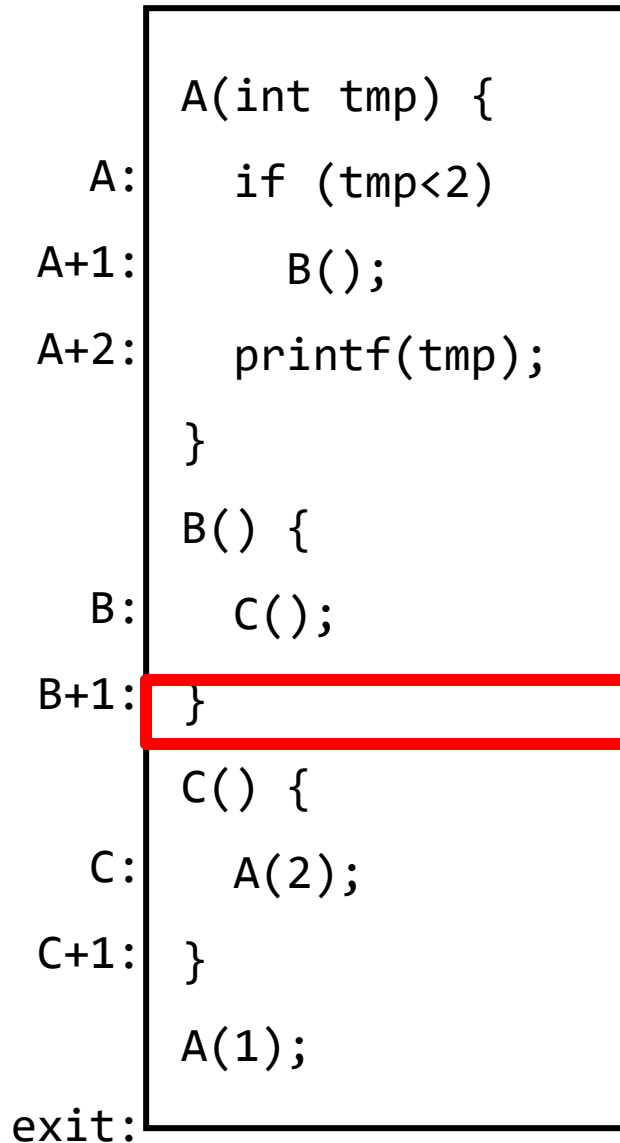 A(int tmp) {
A: if (tmp<2)
A+1: B();
A+2: printf(tmp);
}
B() {
B: C();
B+1: }
C() {
C: A(2);
C+1: }
A(1);
exit: